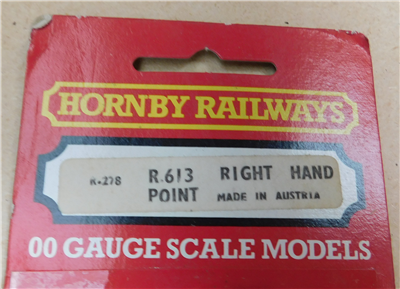 HORNBY RAILWAYS
R-278 R.613 RIGHT HAND
POINT MADE IN AUSTRIA
00 GAUGE SCALE MODELS